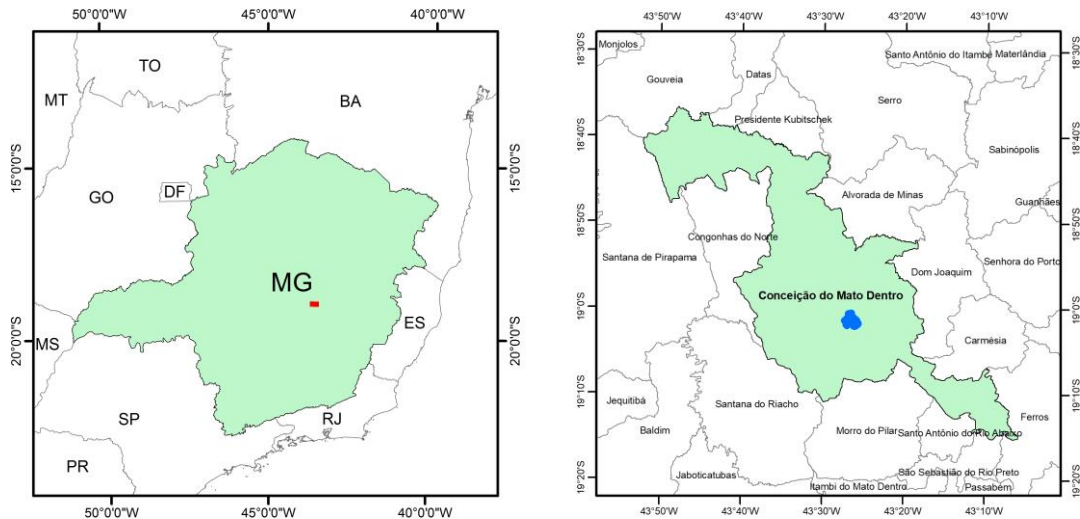 50°0'0"W
45°0'0"W
40°0'0"W
TO
MT
BA
15°0'0"S
15°0'0"S
GO
DF
MG
ES
MS
20°0'0"S
20°0'0"S
SP
RJ
PR
50°0'0"W
45°0'0"W
40°0'0"W
43°50'S
43°40'S
43°30'S
43°20'S
43°10'S
18°30'S
18°30'S
Monjolos
Santo Antônio do Itambé
Materlândia
Datas
Gouveia
Serro
Presidente Kubitschek
18°40'S
18°40'S
Sabinópolis
Alvorada de Minas
Guanhães
18°50'S
18°50'S
Congonhas do Norte
Santana de Pirapama
Senhora do Porto
Dom Joaquim
Conceição do Mato Dentro
19°0'S
19°0'S
Carmésia
19°10'S
19°10'S
Jequitibá
Santana do Riacho
Ferros
Baldim
Morro do Pilar
Santo Antônio do Rio Abaixo
São Sebastião do Rio Preto
Jaboticatubas
19°20'S
19°20'S
Itambi do Mato Dentro
Passabém
43°50'S
43°40'S
43°30'S
43°20'S
43°10'S